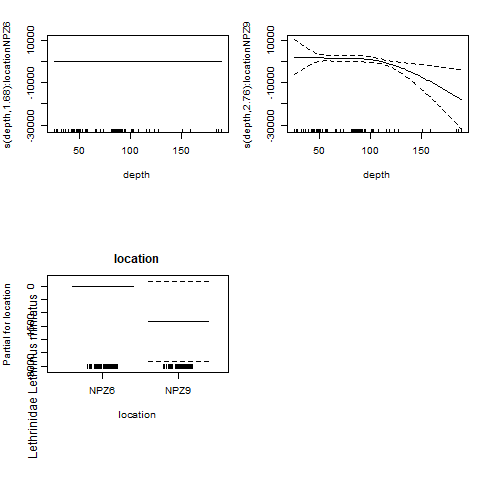 s(depth,1.68):locationNPZ6
10000
-10000
-30000
50
100
150
depth
s(depth,2.76):locationNPZ9
10000
-10000
-30000
50
100
150
depth
location
Partial for location
0
NPZ6
NPZ9
location
Lethrinidae Lethrinus miniatus